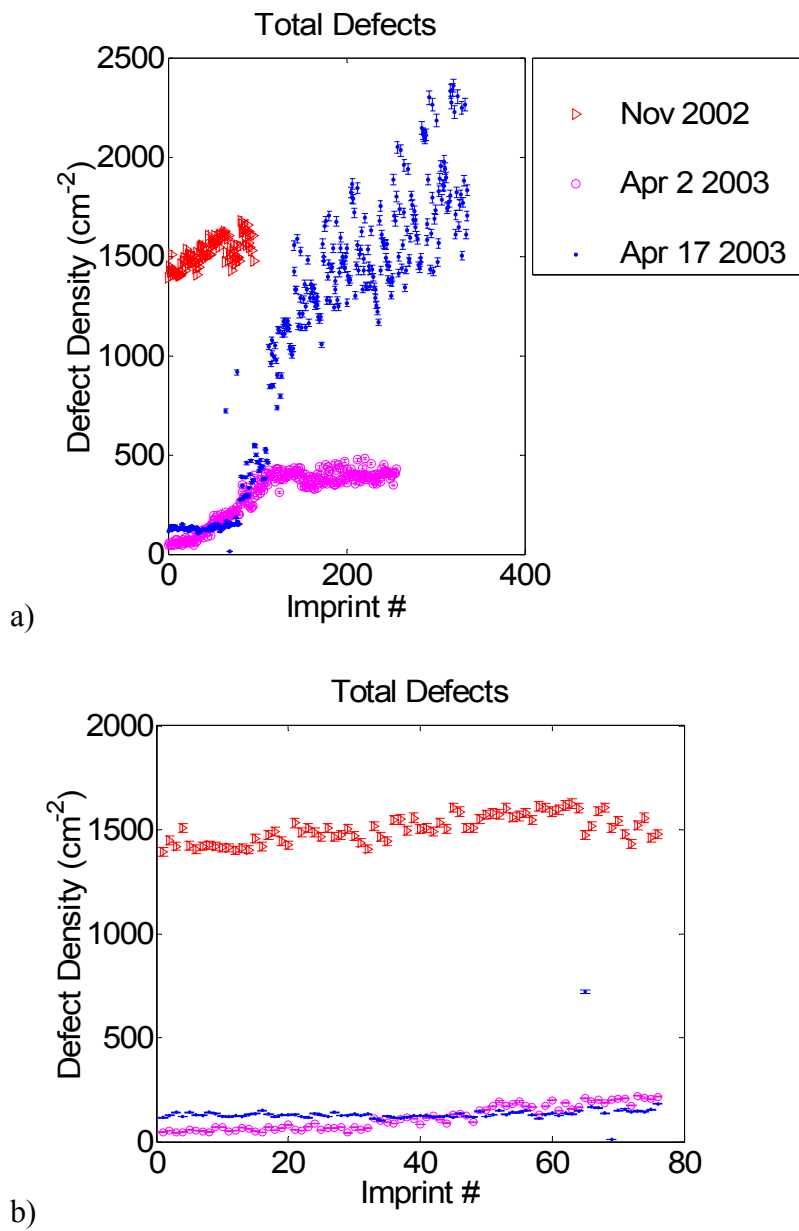 Total Defects
2500
2000
1500
1000
500
0
0 200 400
Defect Density (cm-2)
Imprint #
Nov 2002
Apr 2 2003
Apr 17 2003
a)
Total Defects
2000
1500
1000
500
0
0 20 40 60 80
Defect Density (cm-2)
Imprint #
b)